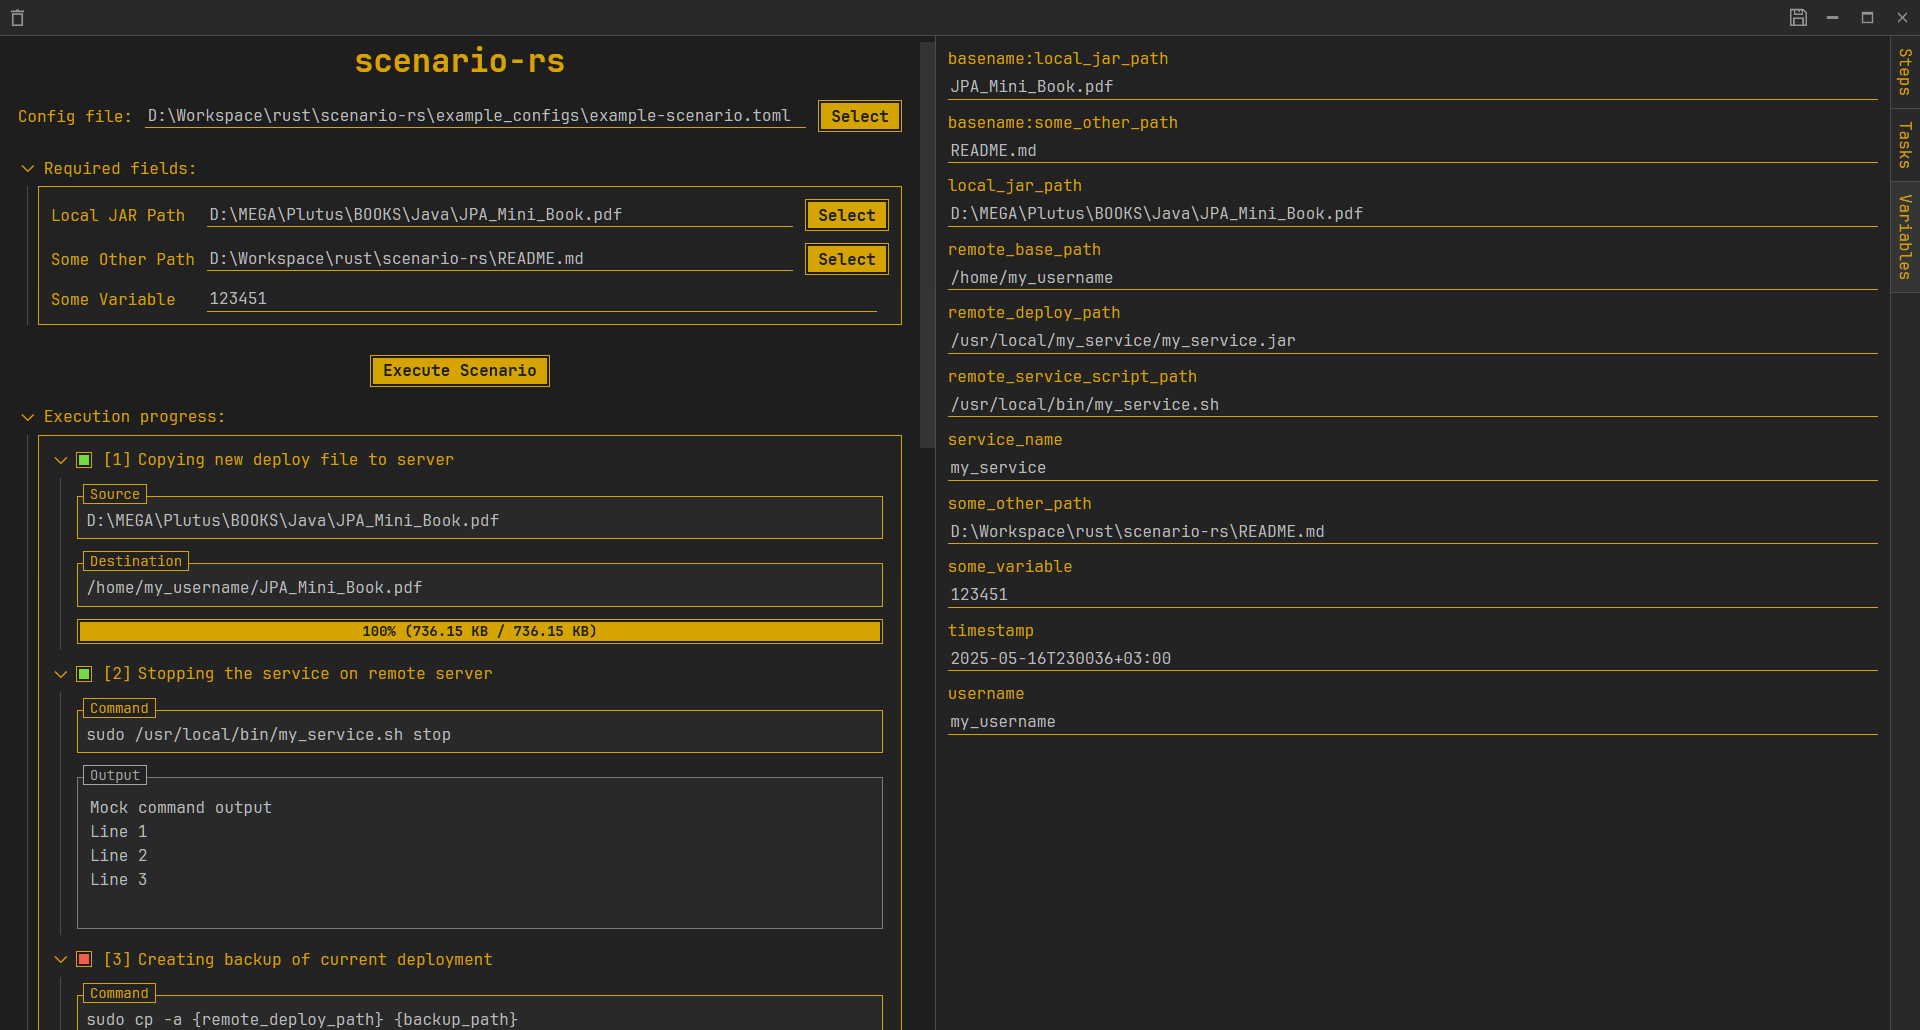 scenario-rs
Config file: D:\Workspace\rust\scenario-rs\example_configs\example-scenario.toml Select
Required fields:
Local JAR Path D:\MEGA\Plutus\BOOKS\Java\JPA_Mini_Book.pdf Select
Some Other Path D:\Workspace\rust\scenario-rs\README.md Select
Some Variable 123451
Execute Scenario
Execution progress:
[1] Copying new deploy file to server
Source
D:\MEGA\Plutus\BOOKS\Java\JPA_Mini_Book.pdf
Destination
/home/my_username/JPA_Mini_Book.pdf
100% (736.15 KB / 736.15 KB)
[2] Stopping the service on remote server
Command
sudo /usr/local/bin/my_service.sh stop
Output
Mock command output
Line 1
Line 2
Line 3
[3] Creating backup of current deployment
Command
sudo cp -a {remote_deploy_path} {backup_path}
basename:local_jar_path
JPA_Mini_Book.pdf
basename:some_other_path
README.md
local_jar_path
D:\MEGA\Plutus\BOOKS\Java\JPA_Mini_Book.pdf
remote_base_path
/home/my_username
remote_deploy_path
/usr/local/my_service/my_service.jar
remote_service_script_path
/usr/local/bin/my_service.sh
service_name
my_service
some_other_path
D:\Workspace\rust\scenario-rs\README.md
some_variable
123451
timestamp
2025-05-16T230036+03:00
username
my_username
Steps
Tasks
Variables